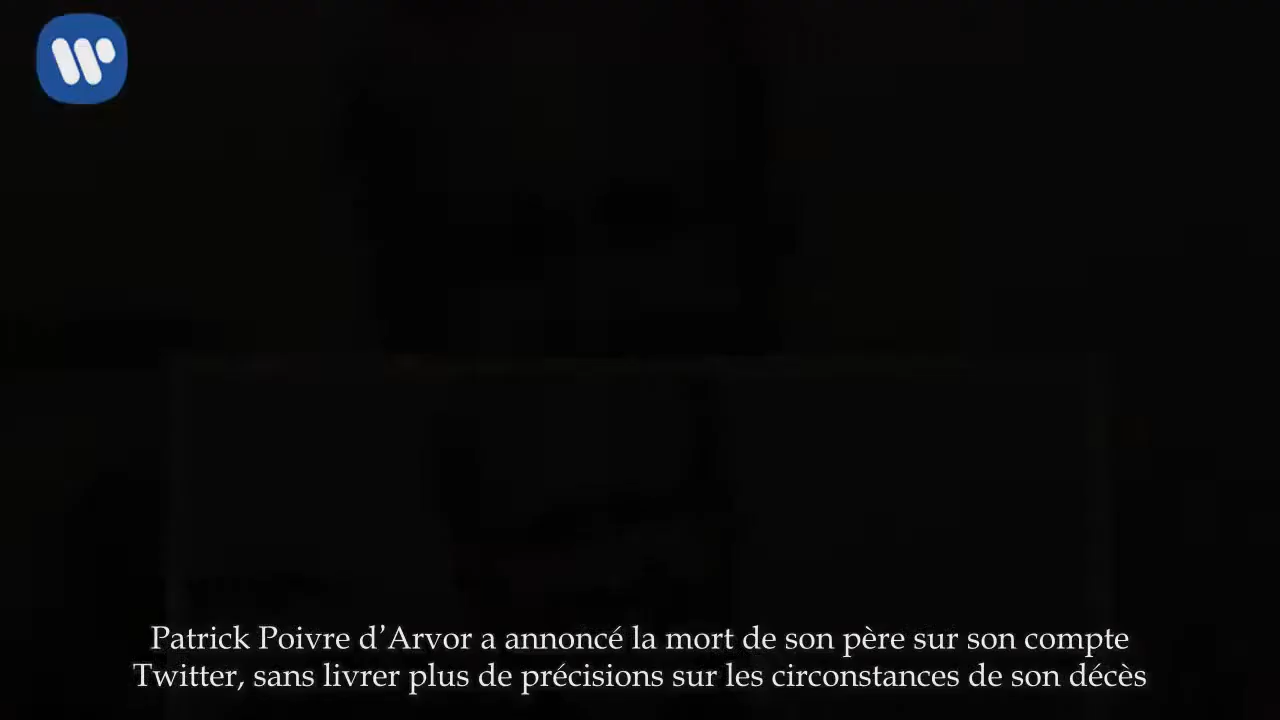 Patrick Poivre d’Arvor a annoncé la mort de son père sur son compte
Twitter, sans livrer plus de précisions sur les circonstances de son décès